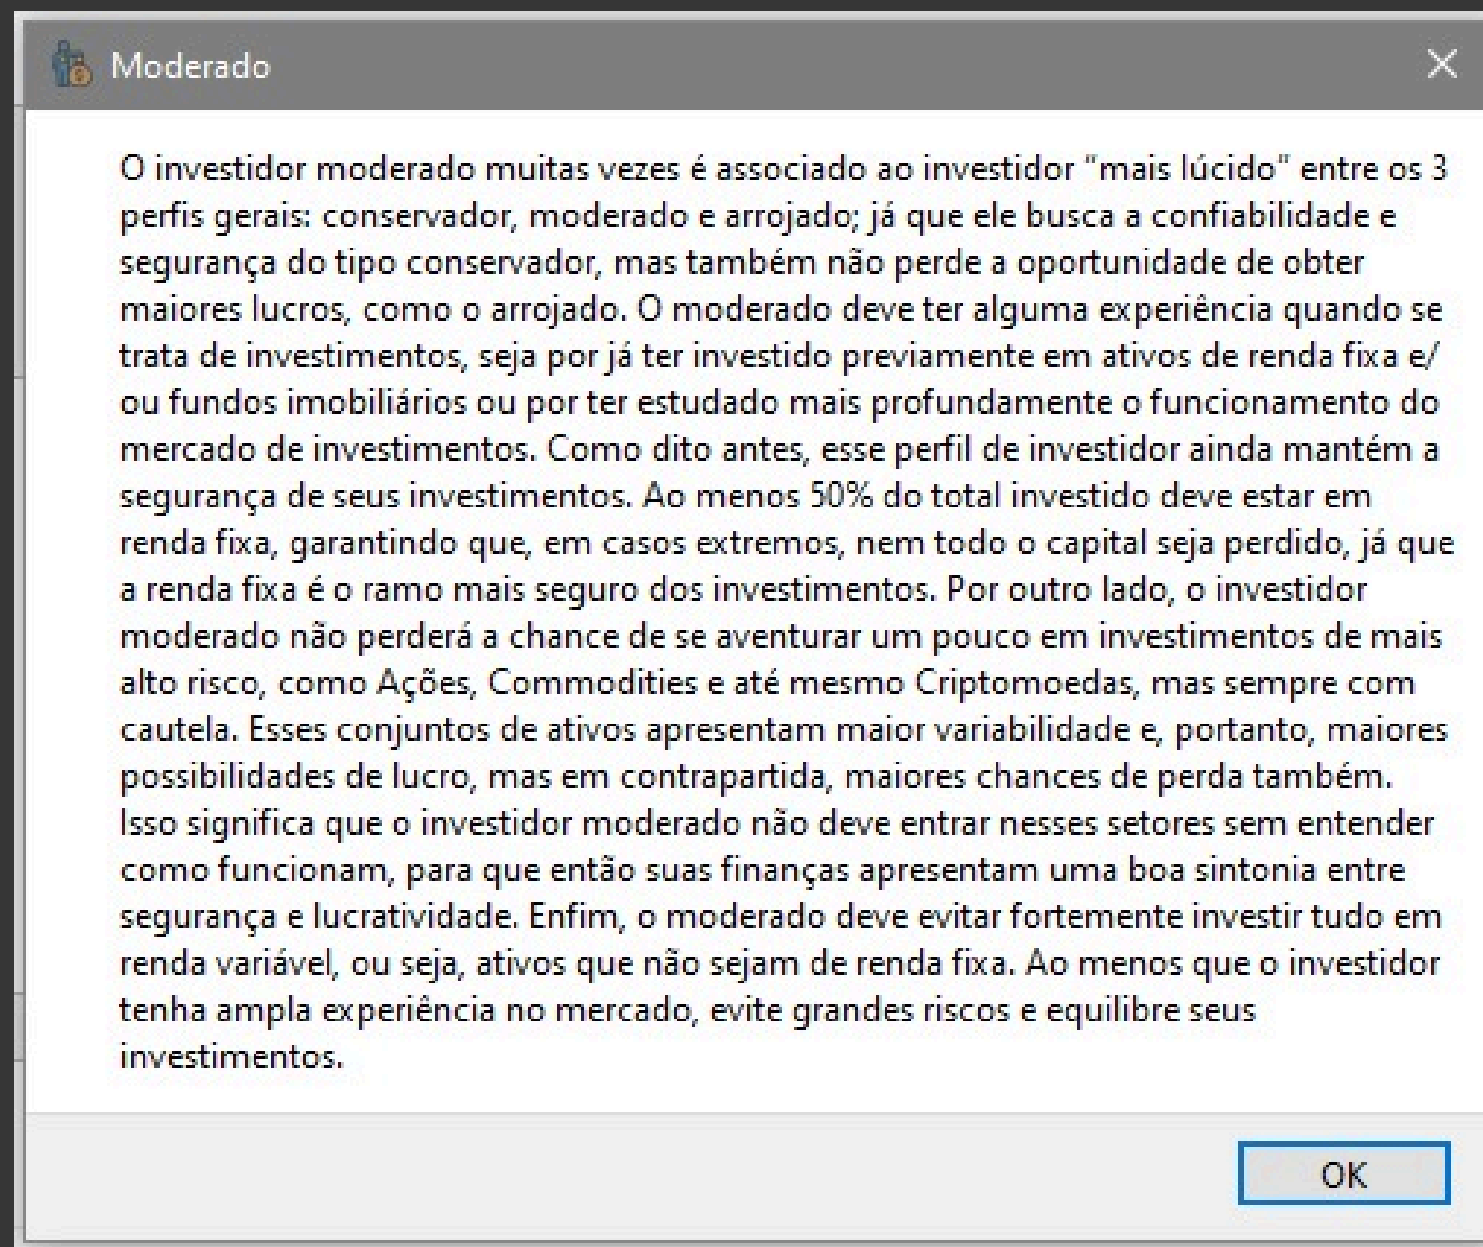 Moderado
O investidor moderado muitas vezes é associado ao investidor "mais lúcido" entre os 3
perfis gerais: conservador, moderado e arrojado; já que ele busca a confiabilidade e
segurança do tipo conservador, mas também não perde a oportunidade de obter
maiores lucros, como o arrojado. O moderado deve ter alguma experiência quando se
trata de investimentos, seja por já ter investido previamente em ativos de renda fixa e/
ou fundos imobiliários ou por ter estudado mais profundamente o funcionamento do
mercado de investimentos. Como dito antes, esse perfil de investidor ainda mantém a
segurança de seus investimentos. Ao menos 50% do total investido deve estar em
renda fixa, garantindo que, em casos extremos, nem todo o capital seja perdido, já que
a renda fixa é o ramo mais seguro dos investimentos. Por outro lado, o investidor
moderado não perderá a chance de se aventurar um pouco em investimentos de mais
alto risco, como Ações, Commodities e até mesmo Criptomoedas, mas sempre com
cautela. Esses conjuntos de ativos apresentam maior variabilidade e, portanto, maiores
possibilidades de lucro, mas em contrapartida, maiores chances de perda também.
Isso significa que o investidor moderado não deve entrar nesses setores sem entender
como funcionam, para que então suas finanças apresentam uma boa sintonia entre
segurança e lucratividade. Enfim, o moderado deve evitar fortemente investir tudo em
renda variável, ou seja, ativos que não sejam de renda fixa. Ao menos que o investidor
tenha ampla experiência no mercado, evite grandes riscos e equilibre seus
investimentos.
OK